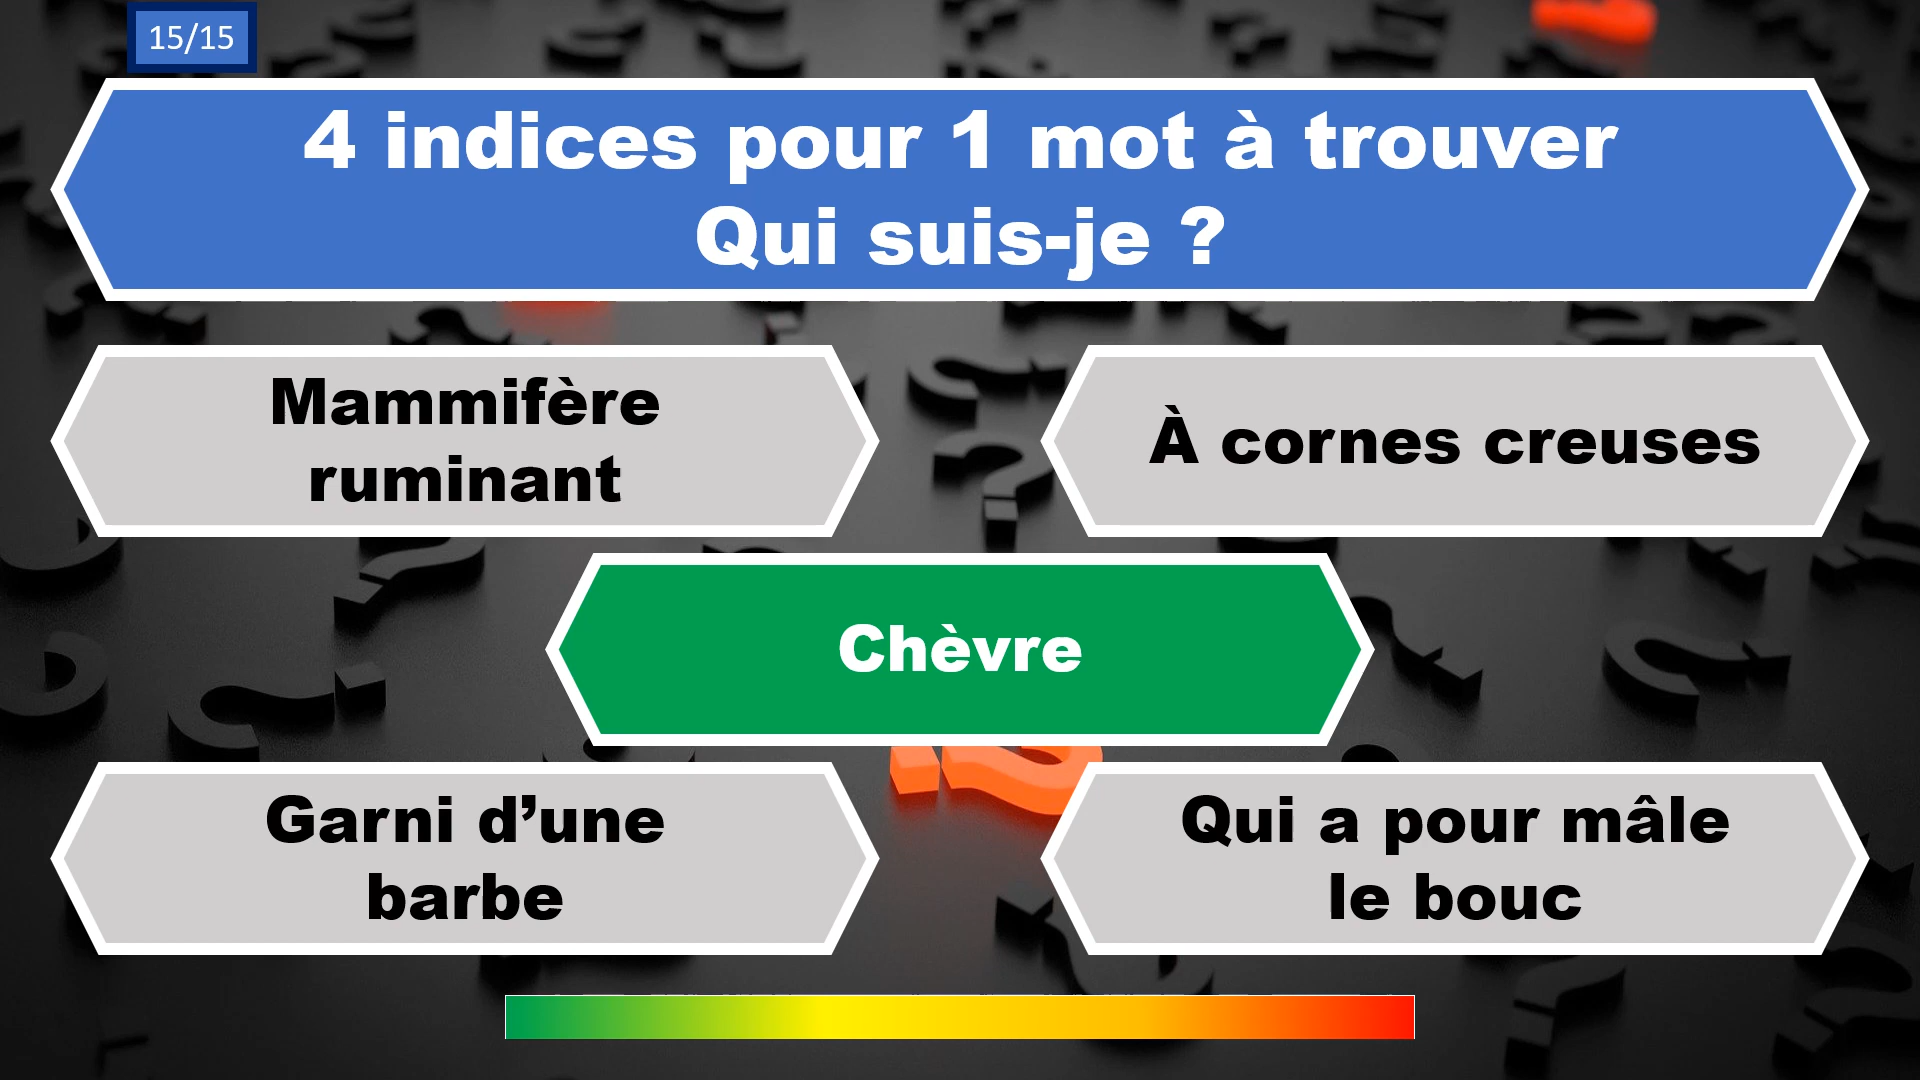 15/15
4 indices pour 1 mot à trouver
Qui suis-je ?
Mammifère
ruminant
À cornes creuses
Chèvre
Garni d’une
barbe
Qui a pour mâle
le bouc